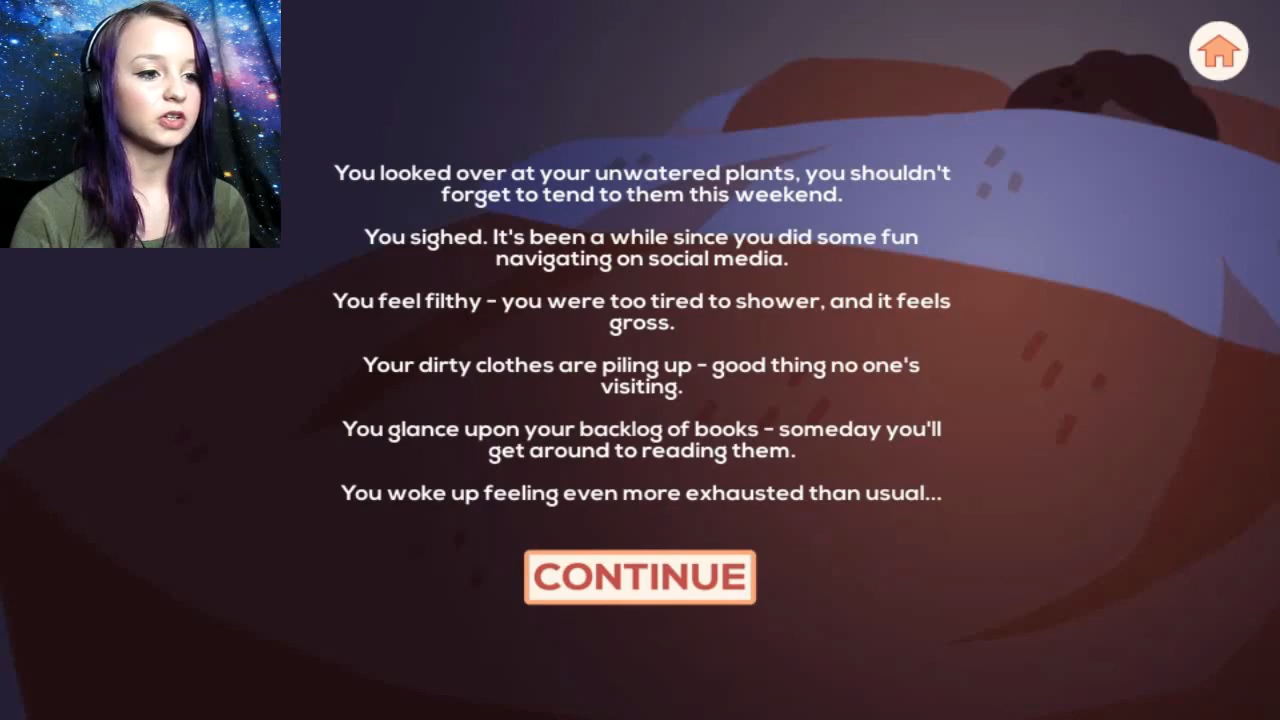 You looked over at your unwatered plants, you shouldn't
forget to tend to them this weekend.
You sighed. It's been a while since you did some fun
navigating on social media.
You feel filthy - you were too tired to shower, and it feels
gross.
Your dirty clothes are piling up - good thing no one's
visiting.
You glance upon your backlog of books - someday you'll
get around to reading them.
You woke up feeling even more exhausted than usual...
CONTINUE